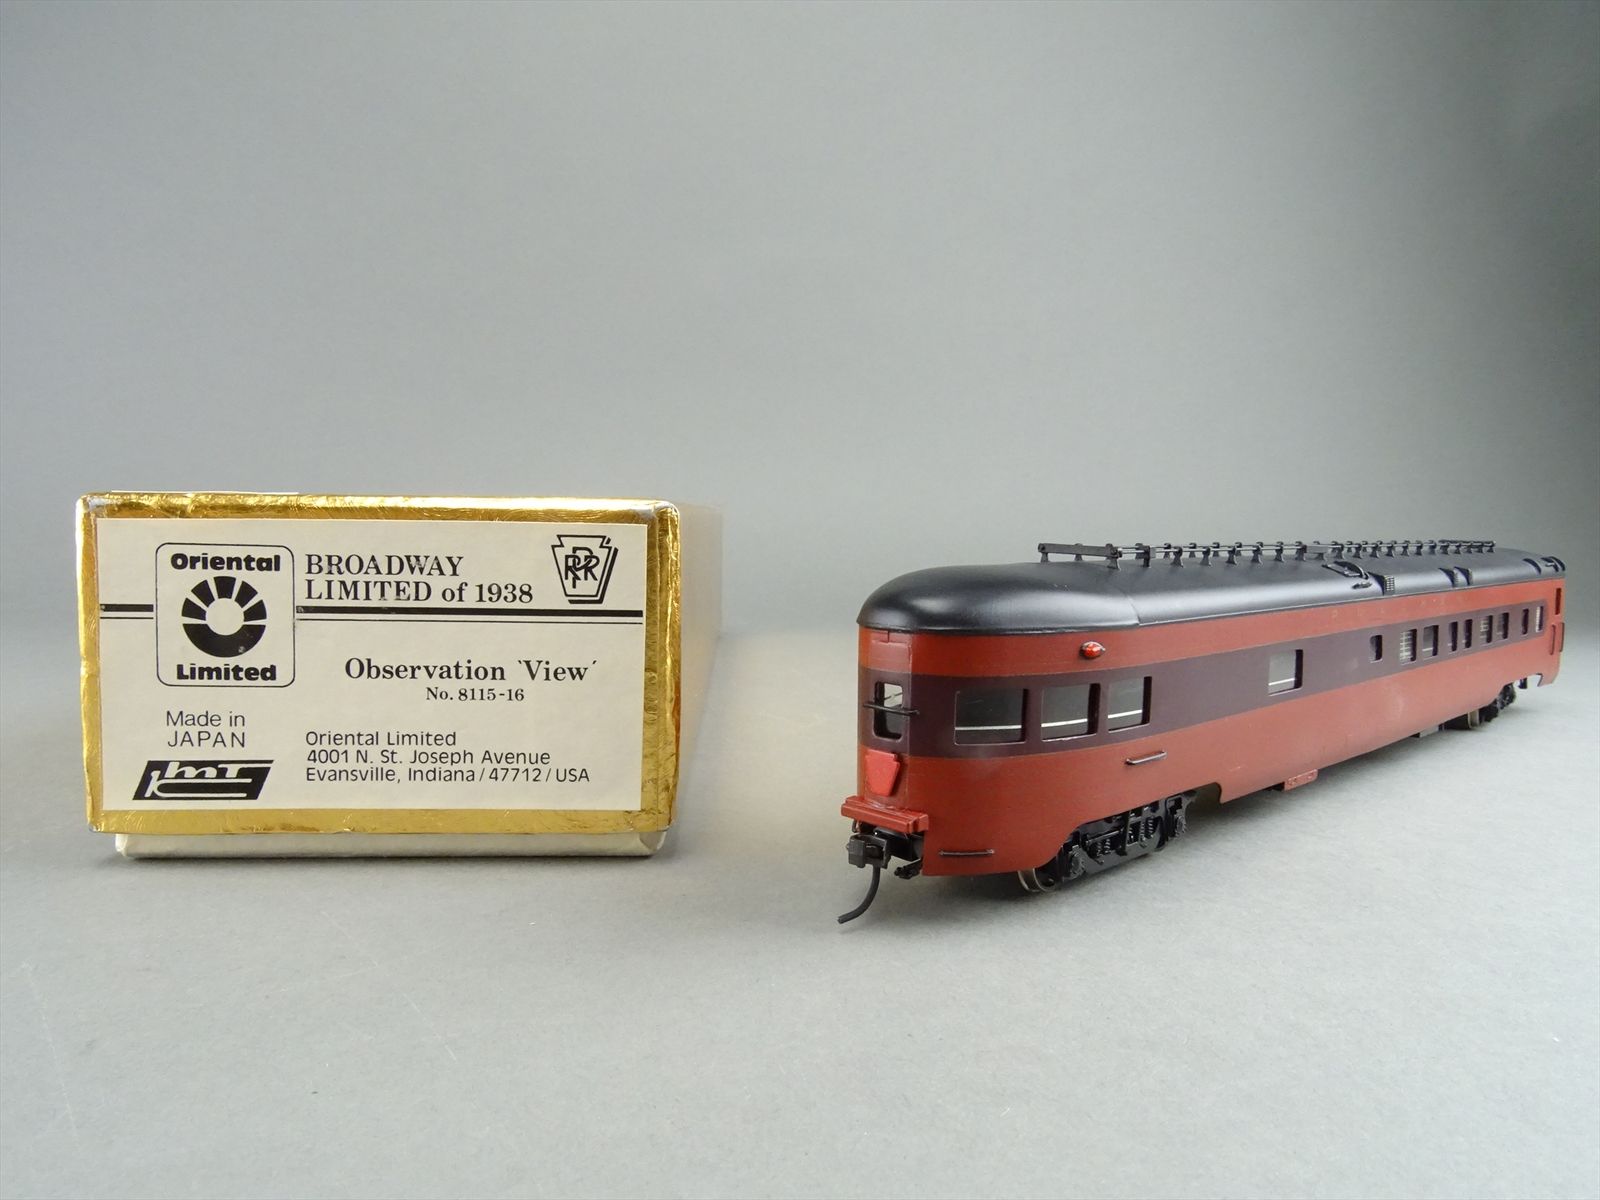 Oriental
Limited
BROADWAY
LIMITED of 1938
PRR
Observation 'View'
No. 8115-16
Made in
JAPAN
KMT
Oriental Limited
4001 N. St. Joseph Avenue
Evansville, Indiana/47712/USA